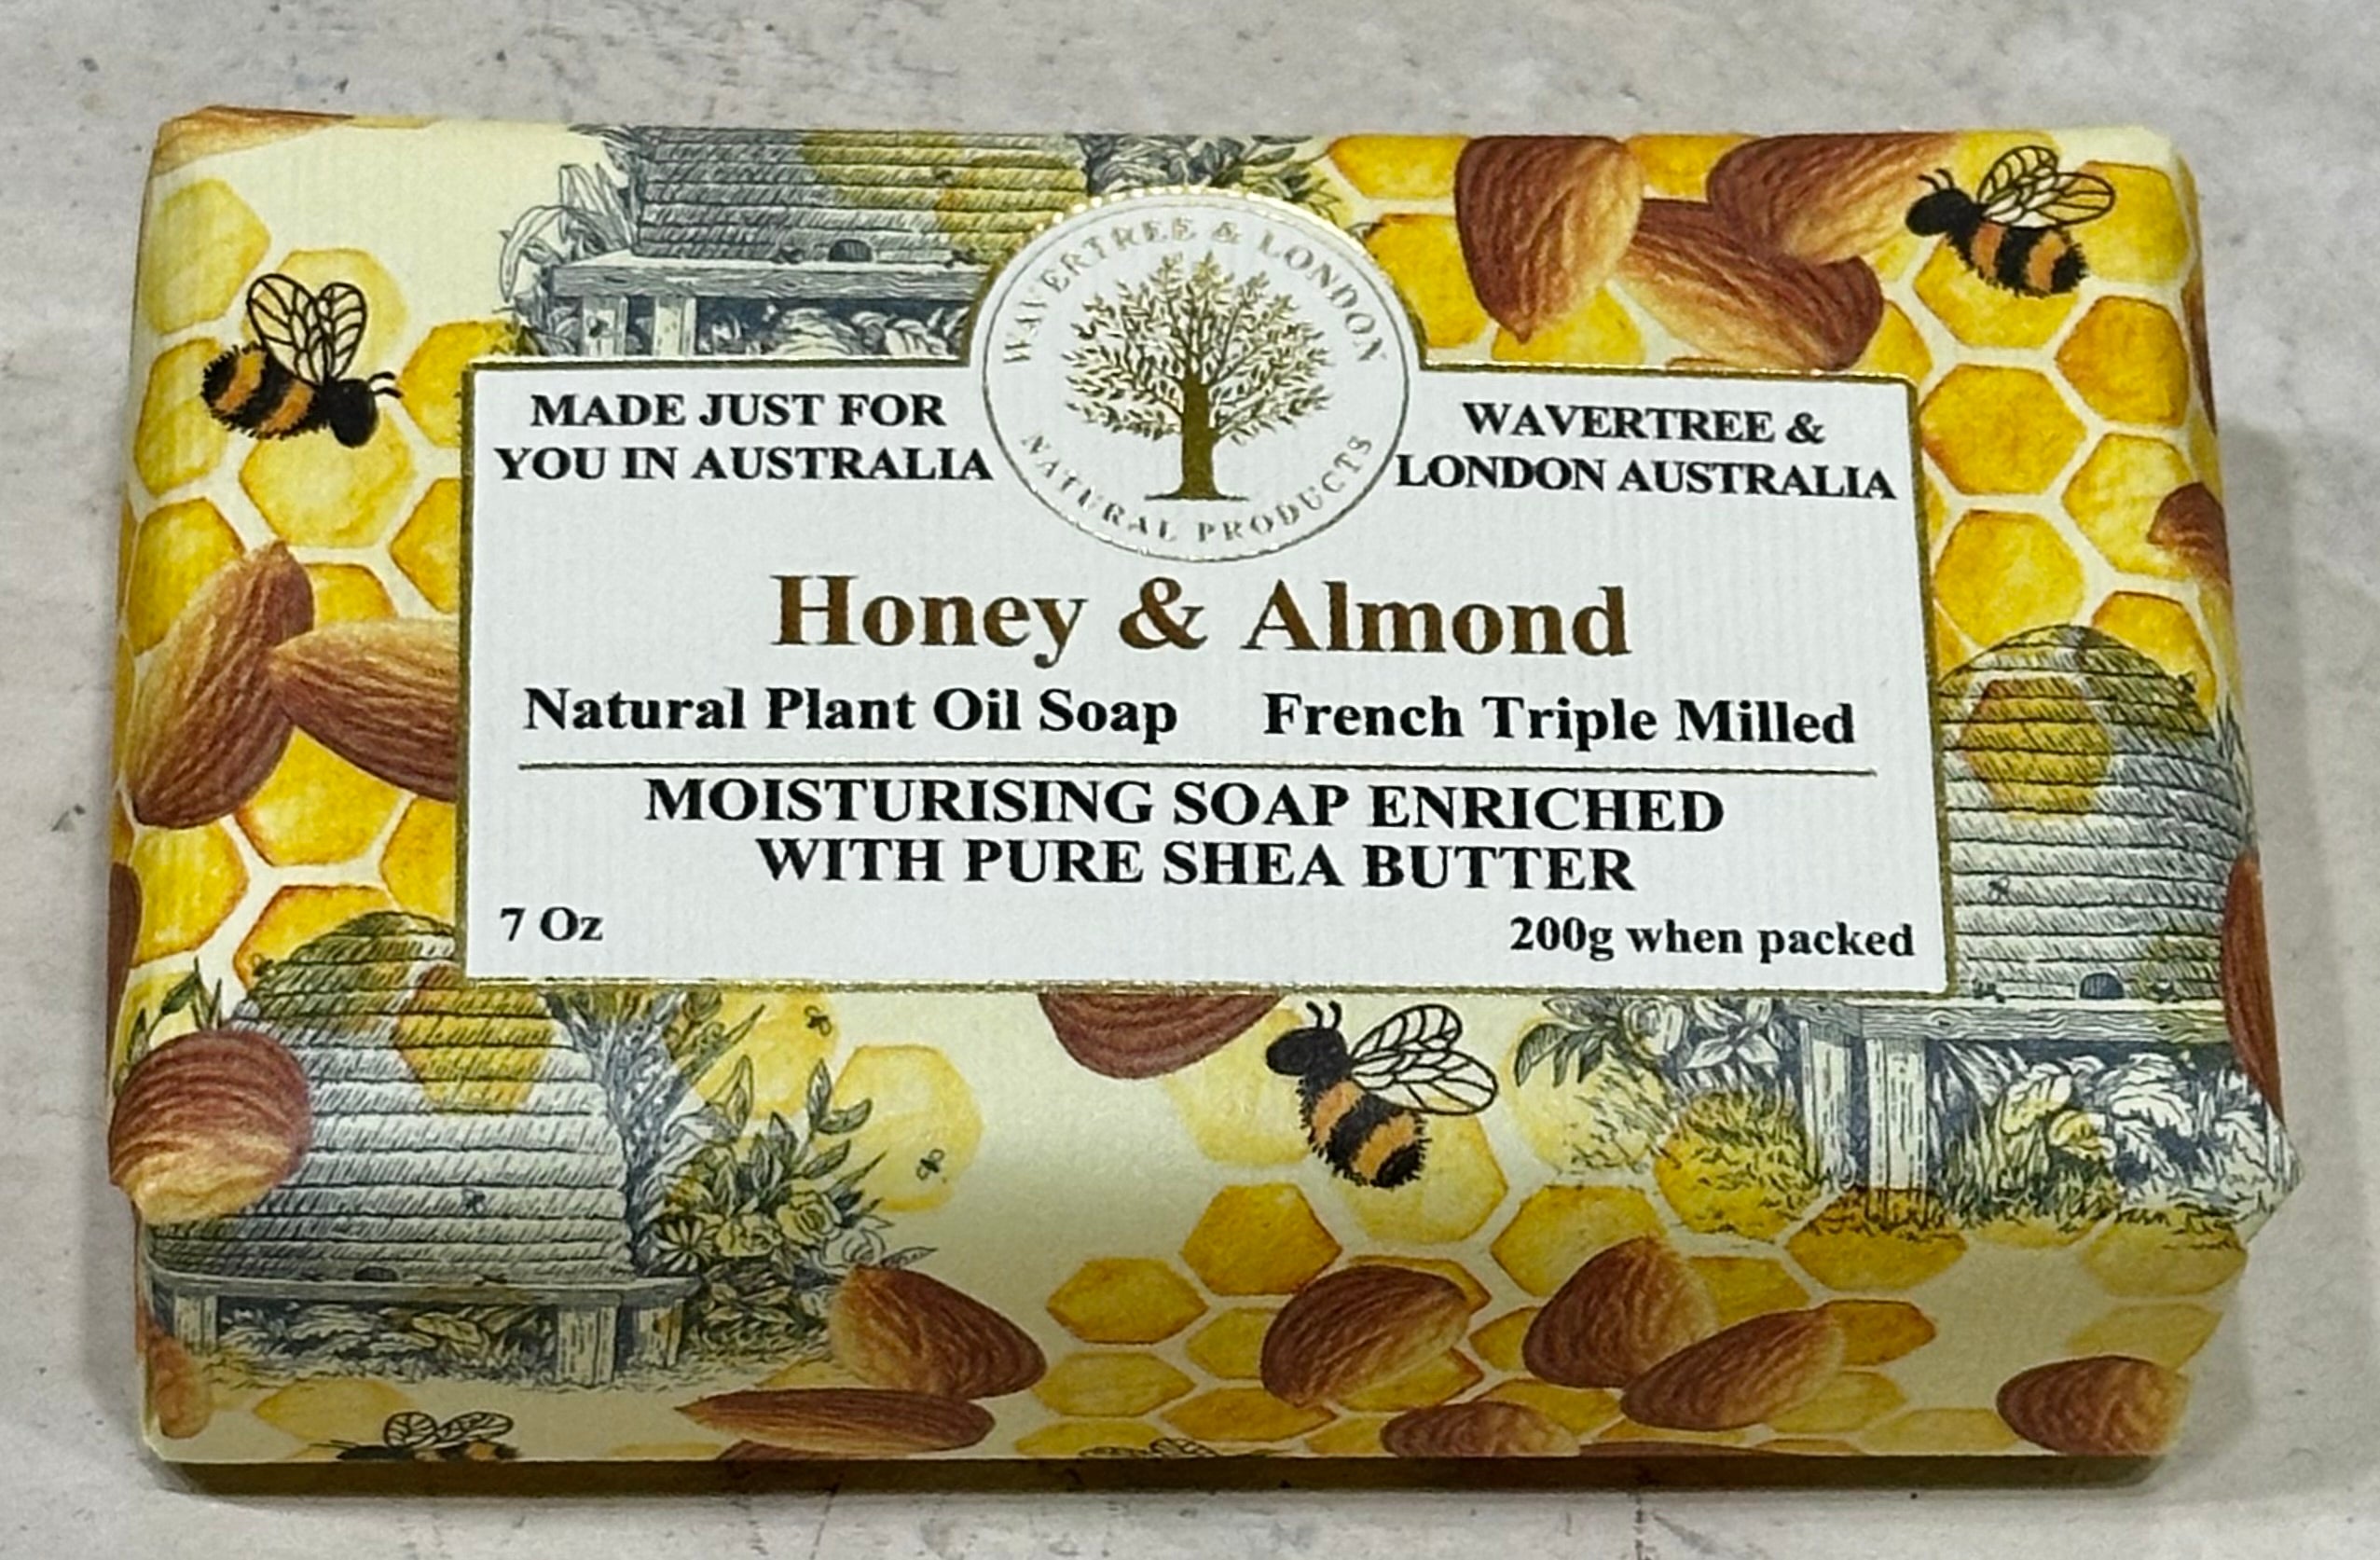 WAVERTREE & LONDON
NATURAL PRODUCTS
MADE JUST FOR
YOU IN AUSTRALIA
WAVERTREE &
LONDON AUSTRALIA
Honey & Almond
Natural Plant Oil Soap French Triple Milled
MOISTURISING SOAP ENRICHED
WITH PURE SHEA BUTTER
7 Oz 200g when packed